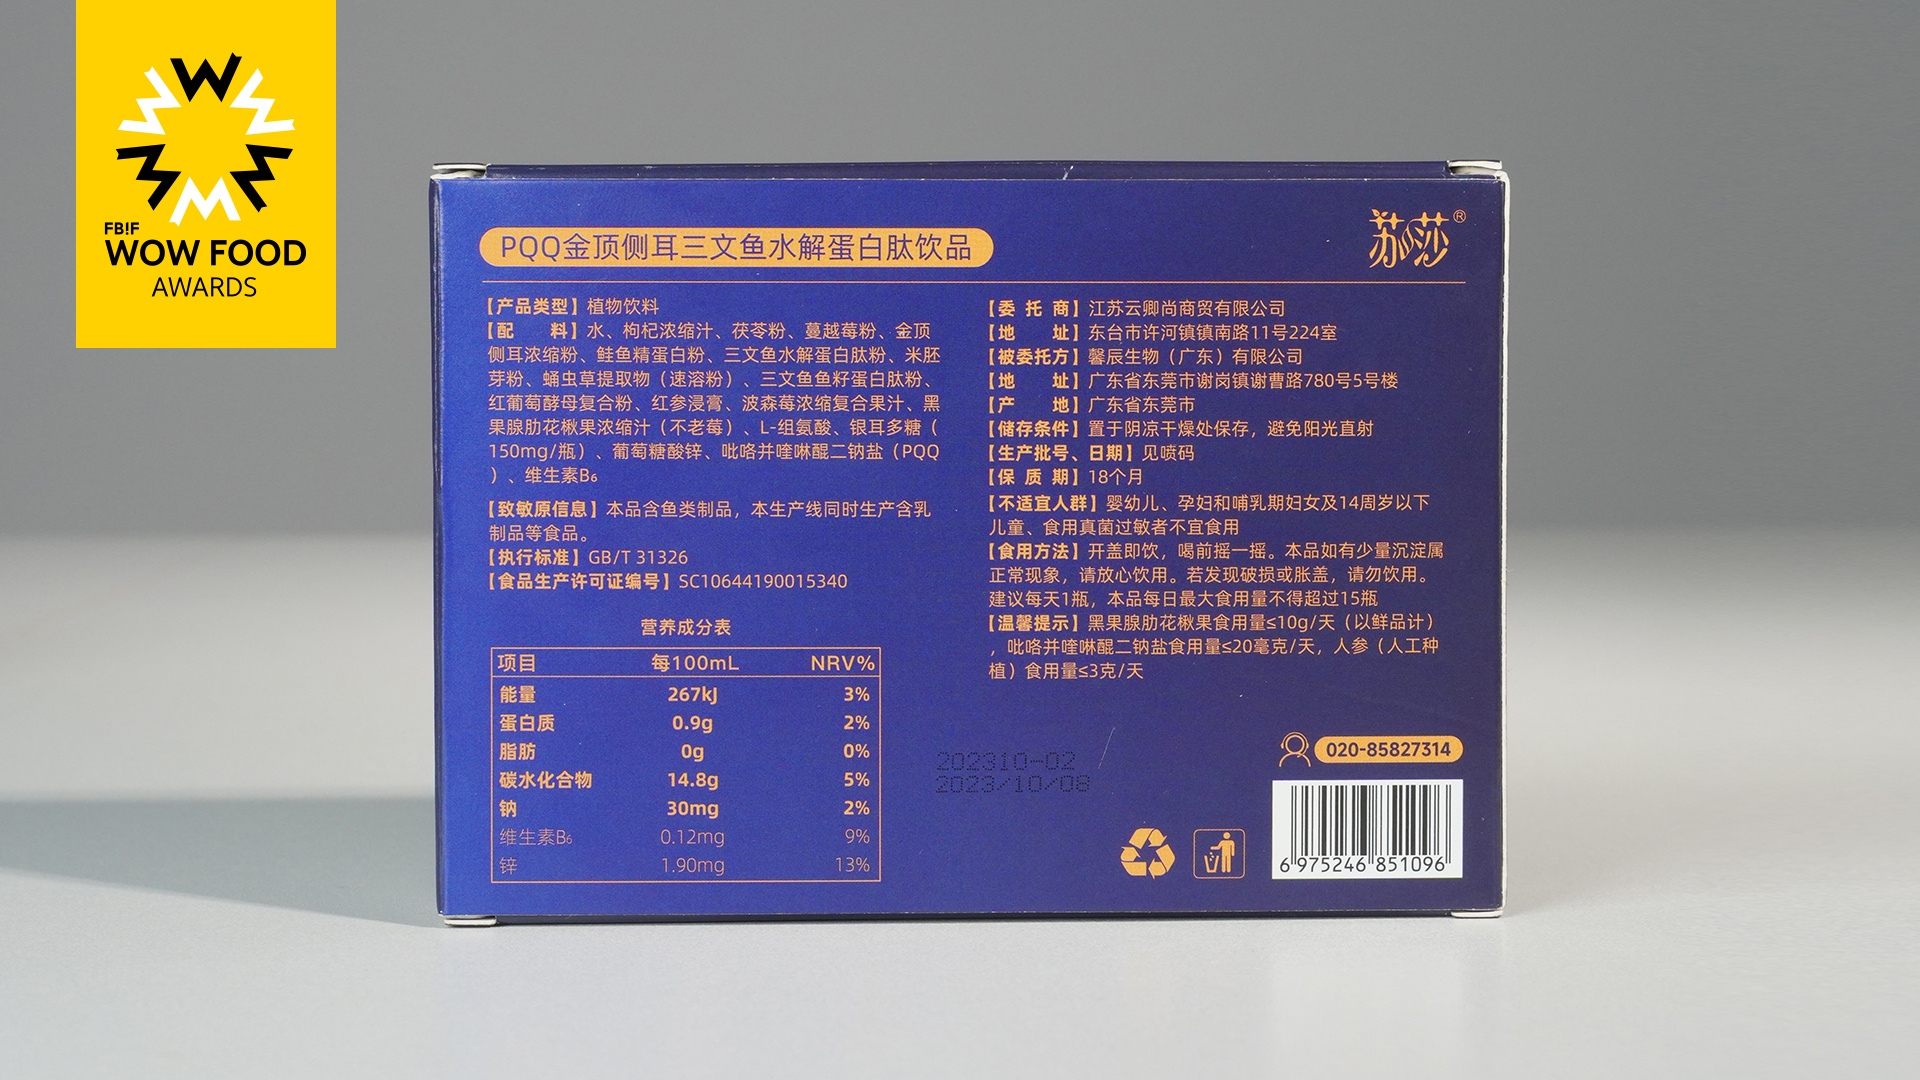 W
FBIF
WOW FOOD
AWARDS
苏莎®
PQQ金顶侧耳三文鱼水解蛋白肽饮品
【产品类型】植物饮料
【配 料】水、枸杞浓缩汁、茯苓粉、蔓越莓粉、金顶
侧耳浓缩粉、鲑鱼精蛋白粉、三文鱼水解蛋白肽粉、米胚
芽粉、蛹虫草提取物（速溶粉）、三文鱼鱼籽蛋白肽粉、
红葡萄酵母复合粉、红参浸膏、波森莓浓缩复合果汁、黑
果腺肋花楸果浓缩汁（不老莓）、L-组氨酸、银耳多糖（
150mg/瓶）、葡萄糖酸锌、吡咯并喹啉醌二钠盐（PQQ
）、维生素B₆
【致敏原信息】本品含鱼类制品，本生产线同时生产含乳
制品等食品。
【执行标准】GB/T 31326
【食品生产许可证编号】SC10644190015340
营养成分表
项目 每100mL NRV%
能量 267kJ 3%
蛋白质 0.9g 2%
脂肪 0g 0%
碳水化合物 14.8g 5%
钠 30mg 2%
维生素B₆ 0.12mg 9%
锌 1.90mg 13%
【委 托 商】江苏云卿尚商贸有限公司
【地 址】东台市许河镇镇南路11号224室
【被委托方】馨辰生物（广东）有限公司
【地 址】广东省东莞市谢岗镇谢曹路780号5号楼
【产 地】广东省东莞市
【储存条件】置于阴凉干燥处保存，避免阳光直射
【生产批号、日期】见喷码
【保 质 期】18个月
【不适宜人群】婴幼儿、孕妇和哺乳期妇女及14周岁以下
儿童、食用真菌过敏者不宜食用
【食用方法】开盖即饮，喝前摇一摇。本品如有少量沉淀属
正常现象，请放心饮用。若发现破损或胀盖，请勿饮用。
建议每天1瓶，本品每日最大食用量不得超过15瓶
【温馨提示】黑果腺肋花楸果食用量≤10g/天（以鲜品计）
，吡咯并喹啉醌二钠盐食用量≤20毫克/天，人参（人工种
植）食用量≤3克/天
202310-02
2023/10/08
020-85827314
6 975246 851096